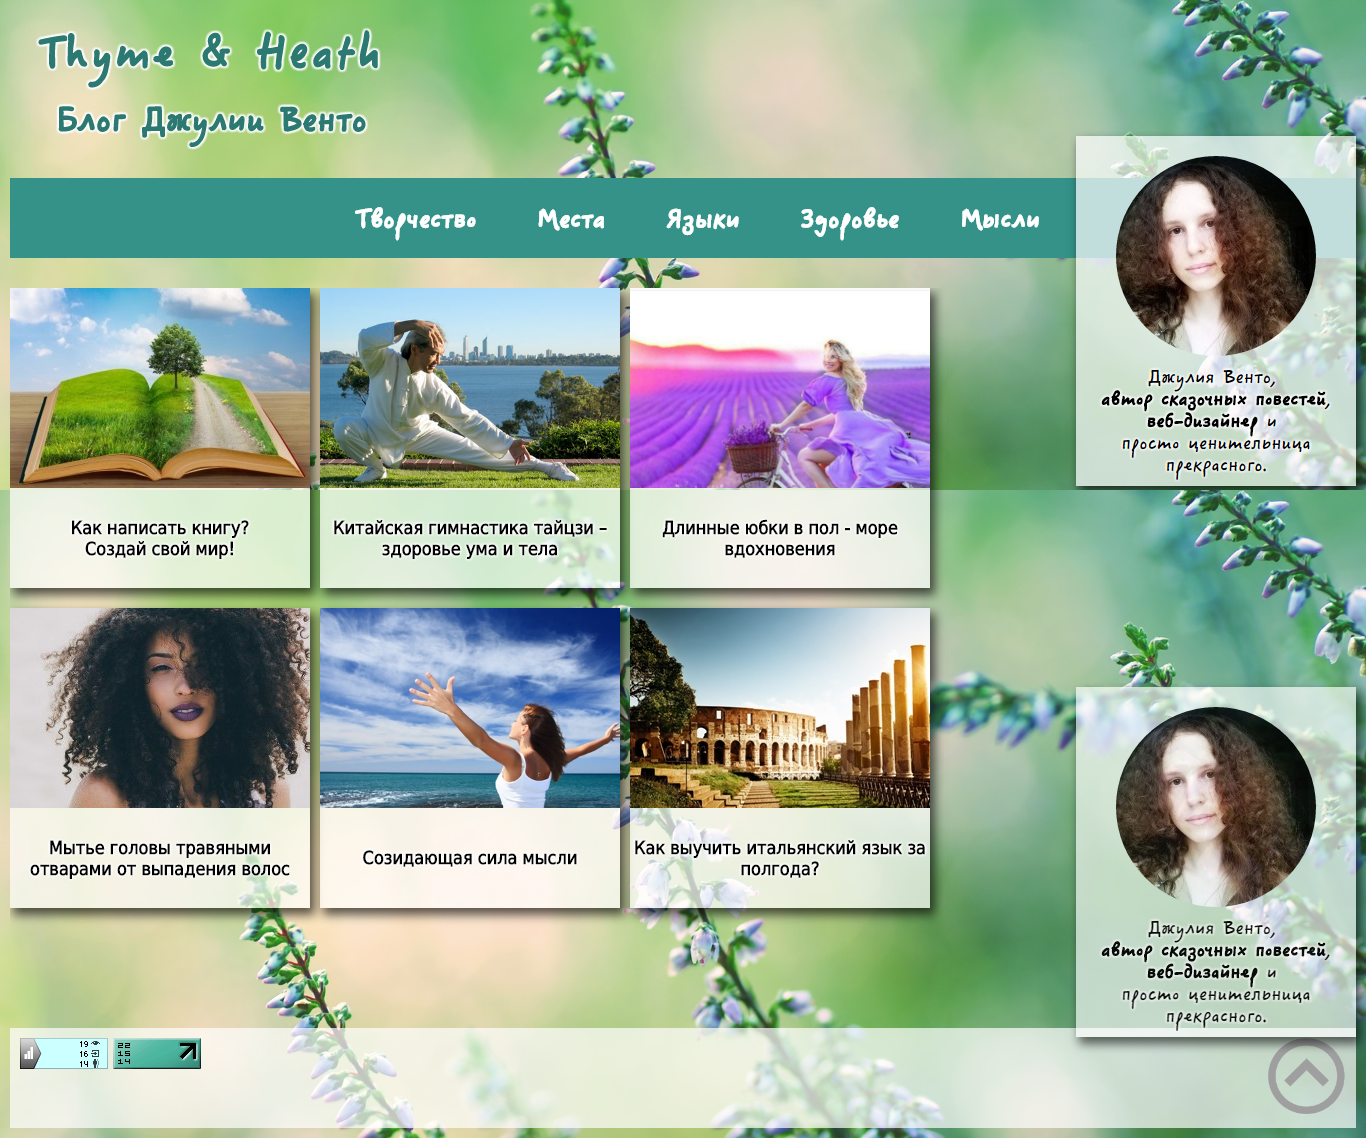 Thyme & Heath
Блог Джулии Венто
Творчество Места Языки Здоровье Мысли
Джулия Венто,
автор сказочных повестей,
веб-дизайнер и
просто ценительница
прекрасного.
Как написать книгу?
Создай свой мир!
Китайская гимнастика тайцзи –
здоровье ума и тела
Длинные юбки в пол - море
вдохновения
Мытье головы травяными
отварами от выпадения волос
Созидающая сила мысли
Как выучить итальянский язык за
полгода?
Джулия Венто,
автор сказочных повестей,
веб-дизайнер и
просто ценительница
прекрасного.
19
16
14
22
15
14